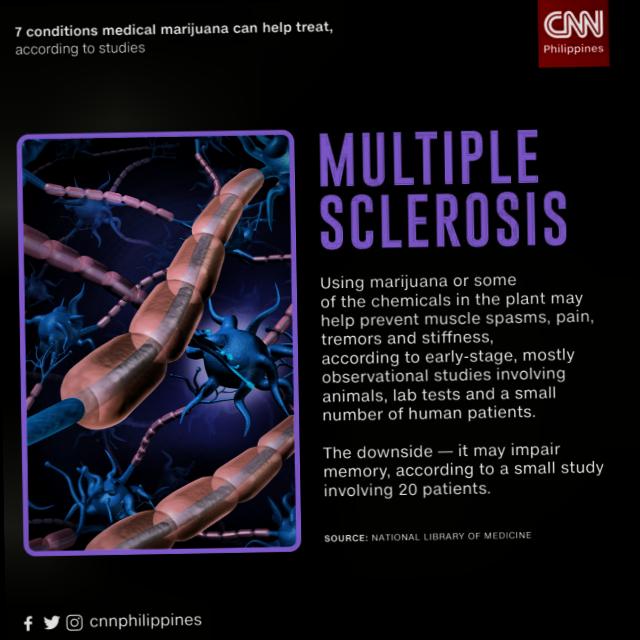 7 conditions medical marijuana can help treat,
according to studies
CNN
Philippines
MULTIPLE
SCLEROSIS
Using marijuana or some
of the chemicals in the plant may
help prevent muscle spasms, pain,
tremors and stiffness,
according to early-stage, mostly
observational studies involving
animals, lab tests and a small
number of human patients.
The downside — it may impair
memory, according to a small study
involving 20 patients.
SOURCE: NATIONAL LIBRARY OF MEDICINE
cnnphilippines